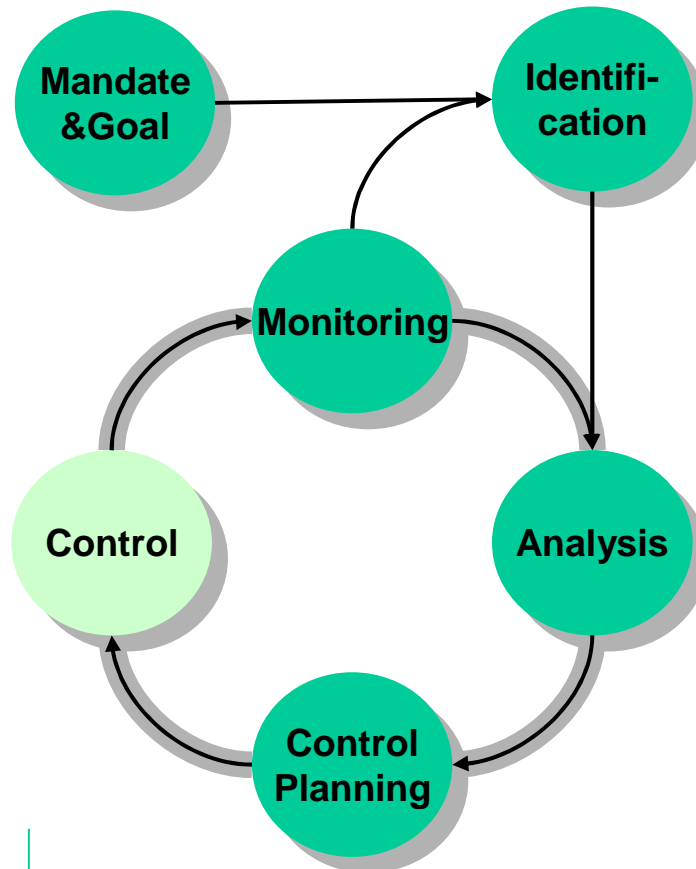 Mandate
&Goal
Identifi-
cation
Monitoring
Control
Analysis
Control
Planning